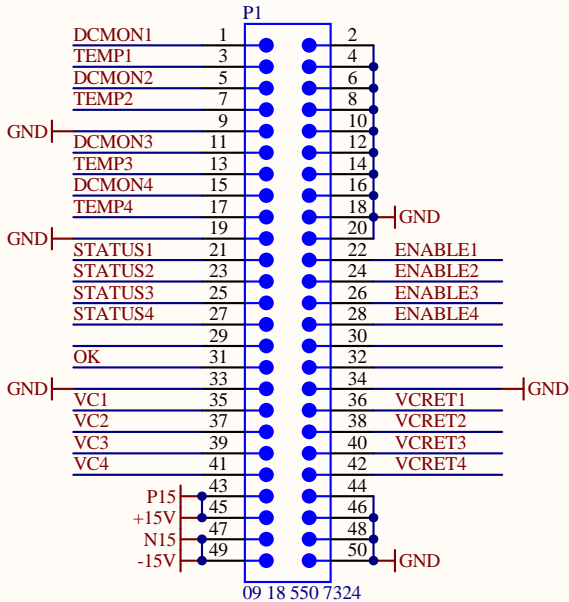 P1
DCMON1 1 2
TEMP1 3 4
DCMON2 5 6
TEMP2 7 8
GND 9 10
DCMON3 11 12
TEMP3 13 14
DCMON4 15 16
TEMP4 17 18 GND
GND 19 20
STATUS1 21 22 ENABLE1
STATUS2 23 24 ENABLE2
STATUS3 25 26 ENABLE3
STATUS4 27 28 ENABLE4
29 30
OK 31 32
GND 33 34 GND
VC1 35 36 VCRET1
VC2 37 38 VCRET2
VC3 39 40 VCRET3
VC4 41 42 VCRET4
P15 43 44
+15V 45 46
N15 47 48
-15V 49 50 GND
09 18 550 7324